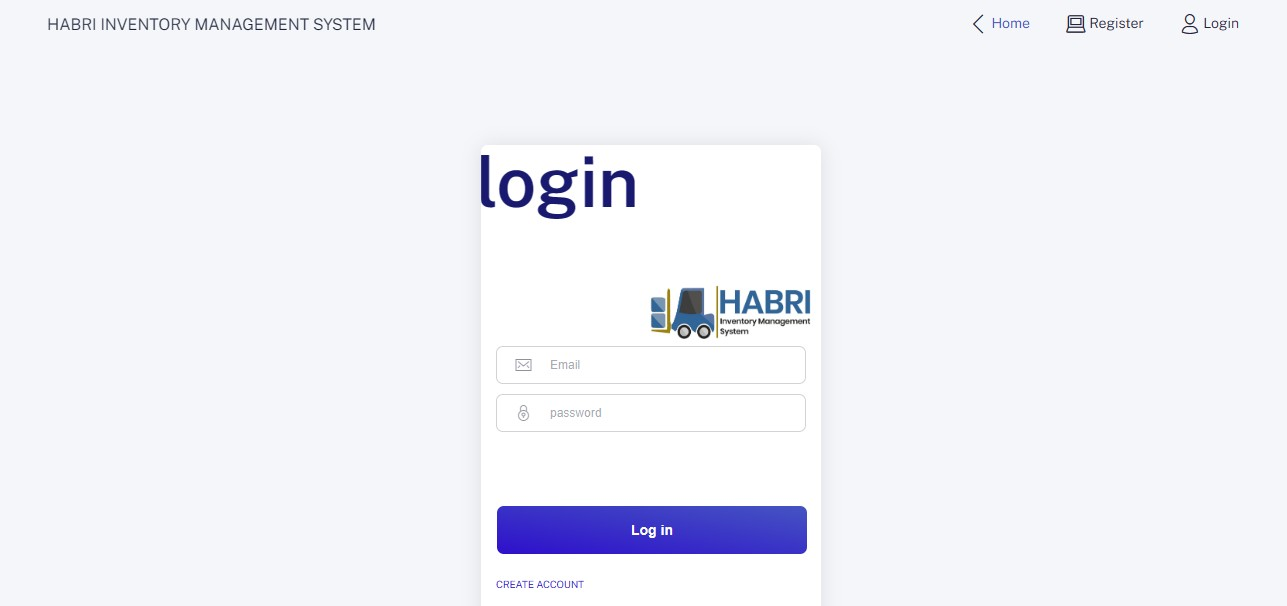 HABRI INVENTORY MANAGEMENT SYSTEM
Home
Register
Login
login
HABRI
Inventory Management
System
Email
password
Log in
CREATE ACCOUNT